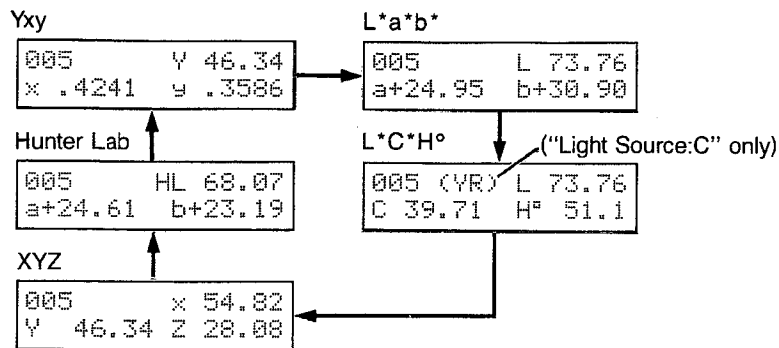 Yxy
005 Y 46.34
x .4241 y .3586
L*a*b*
005 L 73.76
a+24.95 b+30.90
L*C*H°
("Light Source:C" only)
005 (YR) L 73.76
C 39.71 H° 51.1
XYZ
005 x 54.82
Y 46.34 Z 28.08
Hunter Lab
005 HL 68.07
a+24.61 b+23.19